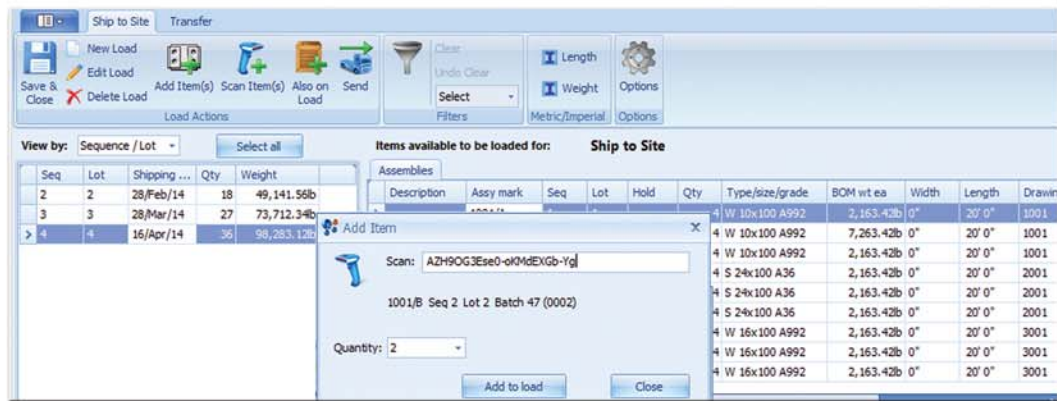 Ship to Site Transfer
New Load
Edit Load
Delete Load
Save & Close
Add Item(s) Scan Item(s) Also on Load Send
Load Actions
Clear
Undo Clear
Select
Filters
Length
Weight
Metric/Imperial
Options
Options
View by: Sequence / Lot Select all
Items available to be loaded for: Ship to Site
Seq Lot Shipping ... Qty Weight
2 2 28/Feb/14 18 49,141.56lb
3 3 28/Mar/14 27 73,712.34lb
4 4 16/Apr/14 36 98,283.12lb
Assemblies
Description Assy mark Seq Lot Hold Qty Type/size/grade BOM wt ea Width Length Drawin
4 W 10x100 A992 2,163.42lb 0" 20' 0" 1001
4 W 10x100 A992 7,263.42lb 0" 20' 0" 1001
4 W 10x100 A992 2,163.42lb 0" 20' 0" 1001
4 S 24x100 A36 2,163.42lb 0" 20' 0" 2001
4 S 24x100 A36 2,163.42lb 0" 20' 0" 2001
4 S 24x100 A36 2,163.42lb 0" 20' 0" 2001
4 W 16x100 A992 2,163.42lb 0" 20' 0" 3001
4 W 16x100 A992 2,163.42lb 0" 20' 0" 3001
4 W 16x100 A992 2,163.42lb 0" 20' 0" 3001
Add Item
Scan: AZH9OG3Ese0-oKMdEXGb-Yg
1001/B Seq 2 Lot 2 Batch 47 (0002)
Quantity: 2
Add to load Close